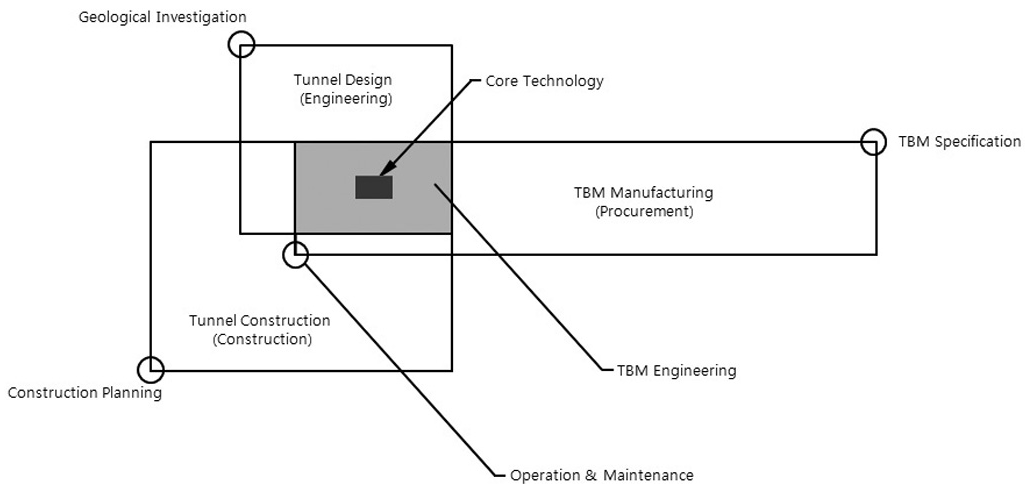 Geological Investigation
Tunnel Design
(Engineering)
Core Technology
TBM Specification
TBM Manufacturing
(Procurement)
Tunnel Construction
(Construction)
TBM Engineering
Construction Planning
Operation & Maintenance